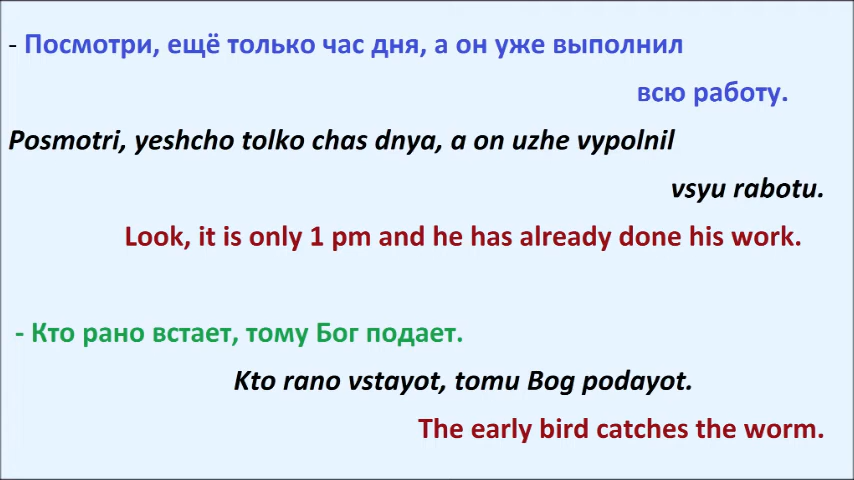 - Посмотри, ещё только час дня, а он уже выполнил
всю работу.
Posmotri, yeshcho tolko chas dnya, a on uzhe vypolnil
vsyu rabotu.
Look, it is only 1 pm and he has already done his work.
- Кто рано встает, тому Бог подает.
Kto rano vstayot, tomu Bog podayot.
The early bird catches the worm.